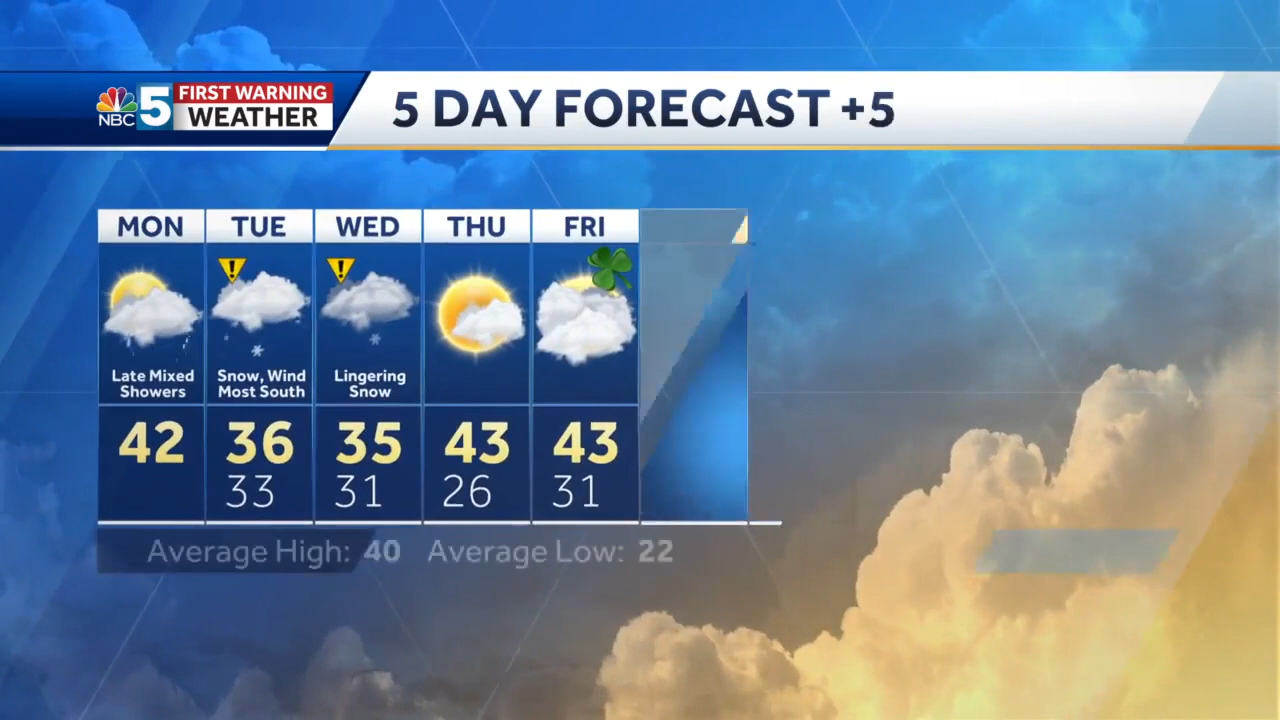 NBC 5 FIRST WARNING
WEATHER
5 DAY FORECAST +5
MON TUE WED THU FRI
! !
Late Mixed Showers
Snow, Wind Most South
Lingering Snow
42 36 35 43 43
33 31 26 31
Average High: 40 Average Low: 22